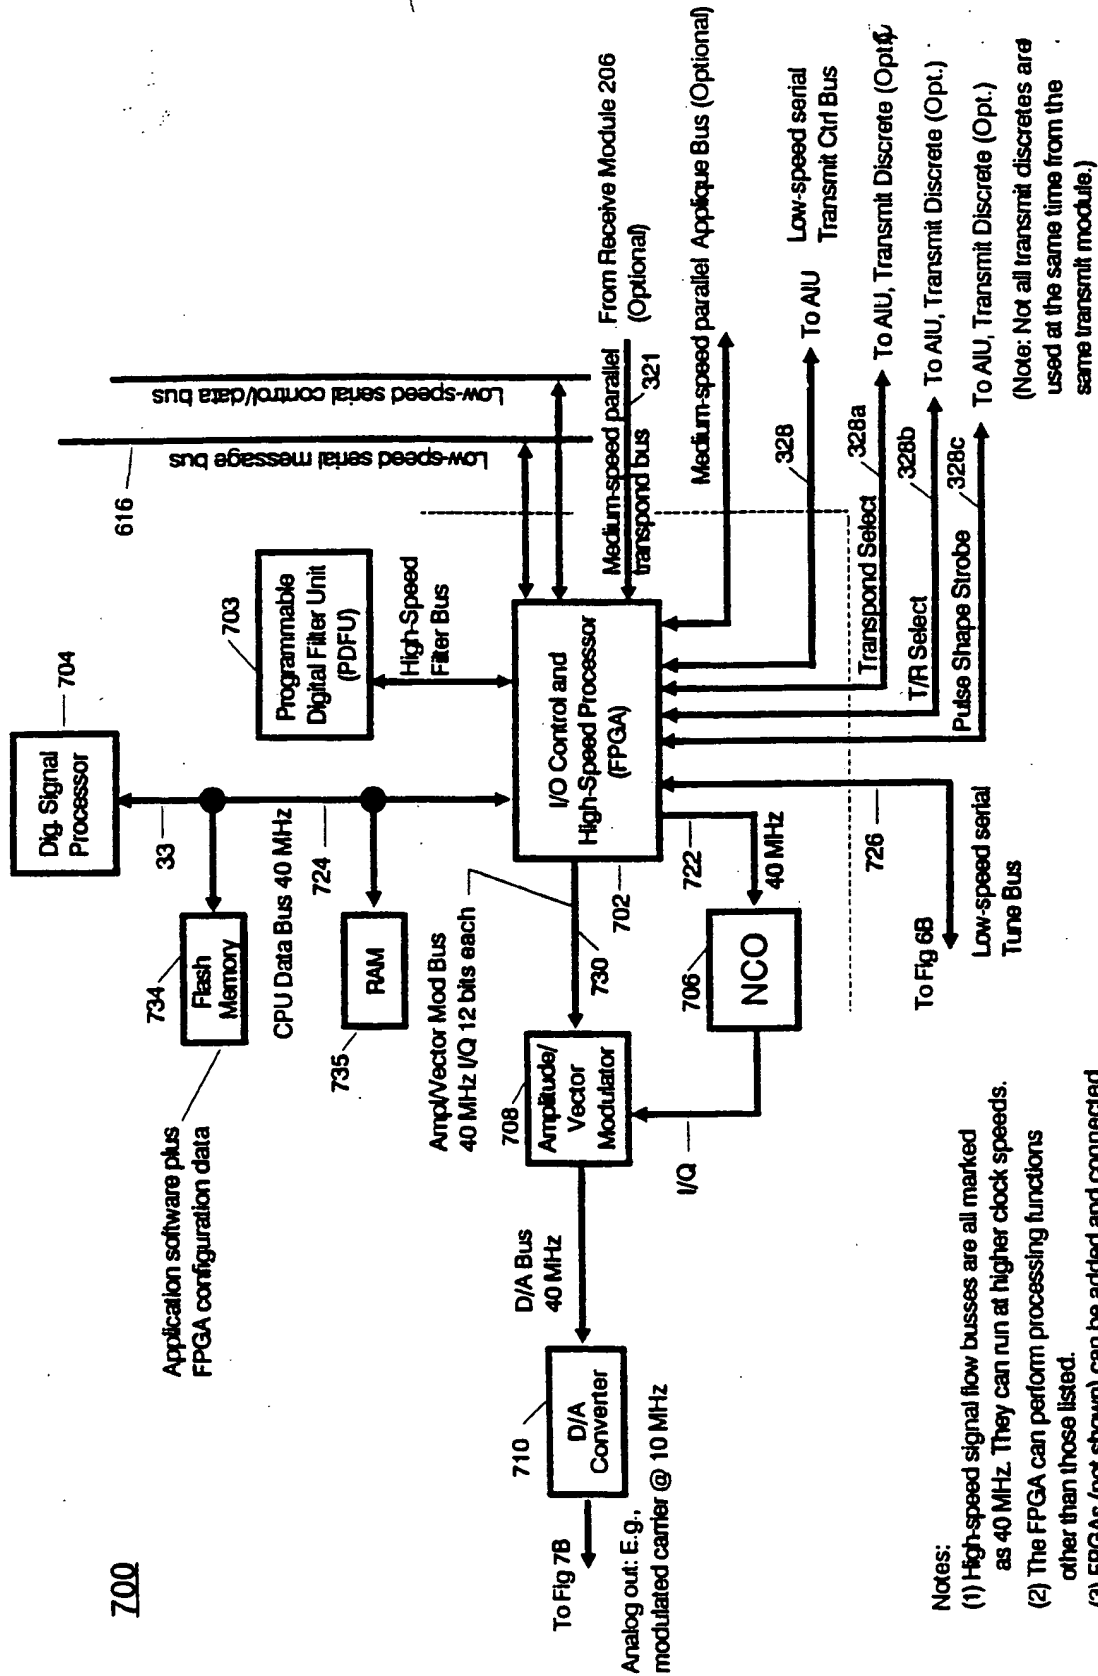 700
Dig. Signal
Processor
704
33
Application software plus
FPGA configuration data
734
Flash
Memory
CPU Data Bus 40 MHz
724
735
RAM
703
Programmable
Digital Filter Unit
(PDFU)
High-Speed
Filter Bus
616
Low-speed serial message bus
Low-speed serial control/data bus
Medium-speed parallel
transpond bus
From Receive Module 206
(Optional)
321
Medium-speed parallel Applique Bus (Optional)
Ampl/Vector Mod Bus
40 MHz I/Q 12 bits each
I/O Control and
High-Speed Processor
(FPGA)
702
730
722
40 MHz
706
NCO
708
Amplitude/
Vector
Modulator
I/Q
D/A Bus
40 MHz
710
D/A
Converter
To Fig 7B
Analog out: E.g.,
modulated carrier @ 10 MHz
328
To AIU
Low-speed serial
Transmit Ctrl Bus
Transpond Select
328a
To AIU, Transmit Discrete
T/R Select
328b
To AIU, Transmit Discrete (Opt.)
Pulse Shape Strobe
328c
To AIU, Transmit Discrete (Opt.)
(Note: Not all transmit discretes are
used at the same time from the
same transmit module.)
726
To Fig 6B
Low-speed serial
Tune Bus
Notes:
(1) High-speed signal flow busses are all marked
as 40 MHz. They can run at higher clock speeds.
(2) The FPGA can perform processing functions
other than those listed.
(3) FPGAs (not shown) can be added and connected